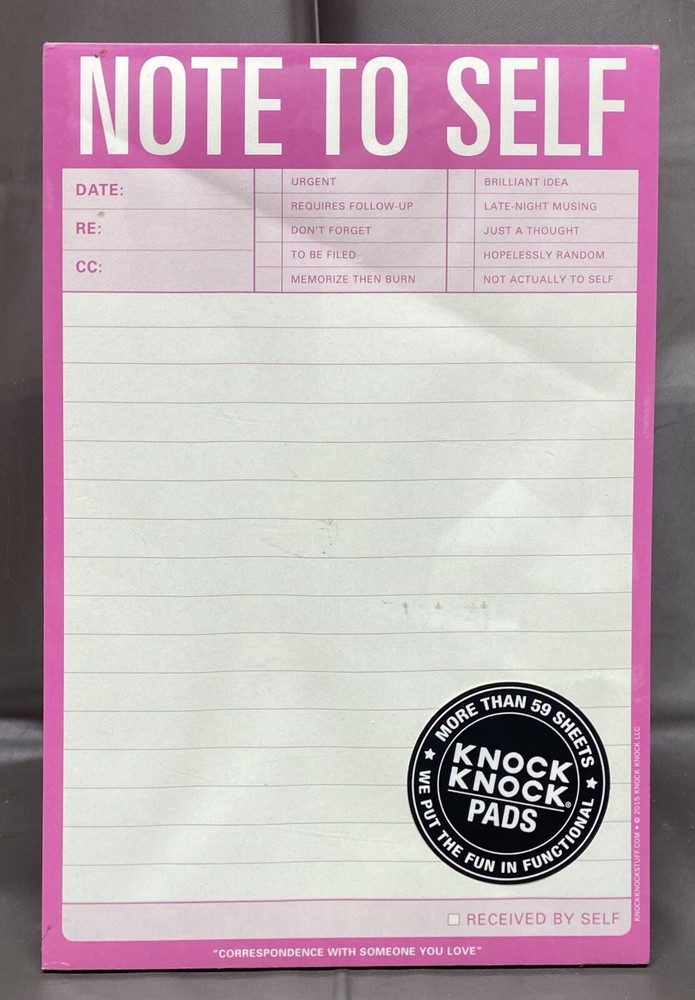 NOTE TO SELF
DATE:
RE:
CC:
URGENT
REQUIRES FOLLOW-UP
DON'T FORGET
TO BE FILED
MEMORIZE THEN BURN
BRILLIANT IDEA
LATE-NIGHT MUSING
JUST A THOUGHT
HOPELESSLY RANDOM
NOT ACTUALLY TO SELF
★ MORE THAN 59 SHEETS ★
KNOCK
KNOCK®
PADS
WE PUT THE FUN IN FUNCTIONAL
KNOCKKNOCKSTUFF.COM • © 2015 KNOCK KNOCK LLC
RECEIVED BY SELF
"CORRESPONDENCE WITH SOMEONE YOU LOVE"